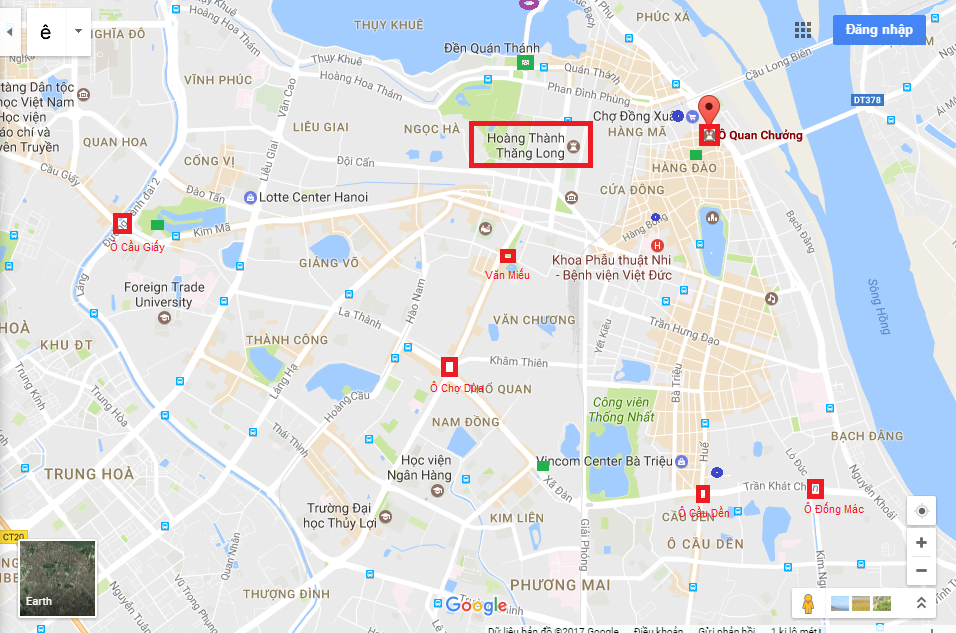 ê
NGHĨA ĐÔ
THỤY KHUÊ
PHÚC XÁ
Đăng nhập
Đền Quán Thánh
Thụy Khuê
Hoàng Hoa Thám
Quán Thánh
Phan Đình Phùng
Cầu Long Biên
VĨNH PHÚC
tàng Dân tộc
học Việt Nam
Học viện
áo chí và
yên Truyền
Văn Cao
DT378
Chợ Đồng Xuâ
LIỄU GIAI
NGỌC HÀ
HÀNG MÃ
Ô Quan Chưởng
QUAN HOA
Hoàng Thành
Thăng Long
CỐNG VỊ
Đội Cấn
Liễu Giai
HÀNG ĐÀO
Cầu Giấy
Đào Tấn
Lotte Center Hanoi
CỬA ĐÔNG
Kim Mã
Hàng Bông
Bạch Đằng
Ô Cầu Giấy
GIẢNG VÕ
Văn Miếu
Khoa Phẫu thuật Nhi
- Bệnh viện Việt Đức
Láng
Foreign Trade
University
Hào Nam
Sông Hồng
La Thành
VĂN CHƯƠNG
Trần Hưng Đạo
Yết Kiêu
HOÀ
KHU ĐT
THÀNH CÔNG
Khâm Thiên
Trung Kính
Trung Hòa
Láng Hạ
Hoàng Cầu
Ô Chợ Dừa
THỔ QUAN
Bà Triệu
Công viên
Thống Nhất
NAM ĐỒNG
Thái Thịnh
BẠCH ĐẰNG
Huế
Lò Đúc
Học viện
Ngân Hàng
Vincom Center Bà Triệu
TRUNG HOÀ
Xã Đàn
Trần Khát Ch
Nguyễn Khoái
Trường Đại
học Thủy Lợi
KIM LIÊN
Ô Cầu Dền
CẦU DỀN
Ô Đống Mác
Giải Phóng
CT20
Quan Nhân
Ô CẦU DỀN
Earth
Vũ Trọng Phụng
THƯỢNG ĐÌNH
PHƯƠNG MAI
Kim Ng
Google
Dữ liệu bản đồ ©2017 Google
Điều khoản
Gửi phản hồi
1 ki lô mét